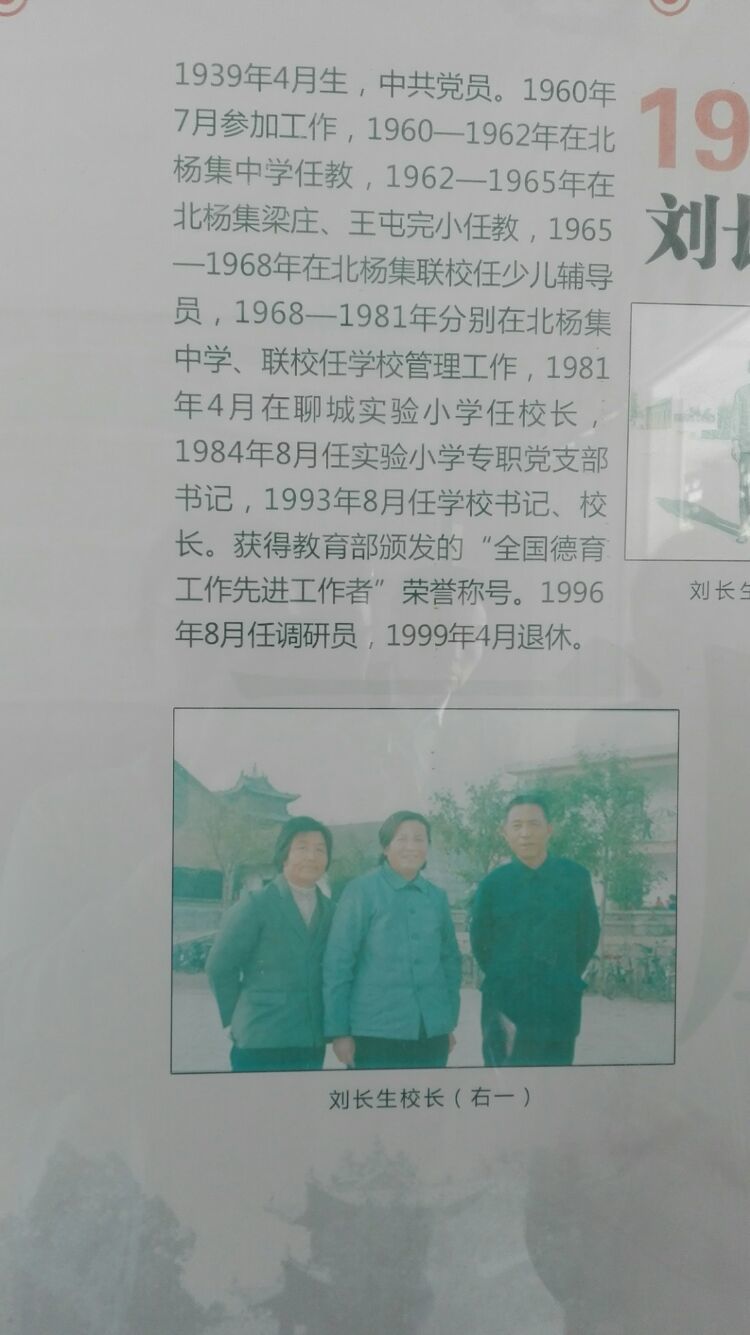 1939年4月生，中共党员。1960年
7月参加工作，1960—1962年在北
杨集中学任教，1962—1965年在
北杨集梁庄、王屯完小任教，1965
—1968年在北杨集联校任少儿辅导
员，1968—1981年分别在北杨集
中学、联校任学校管理工作，1981
年4月在聊城实验小学任校长，
1984年8月任实验小学专职党支部
书记，1993年8月任学校书记、校
长。获得教育部颁发的“全国德育
工作先进工作者”荣誉称号。1996
年8月任调研员，1999年4月退休。
刘长生校长（右一）
19
刘长
刘长生